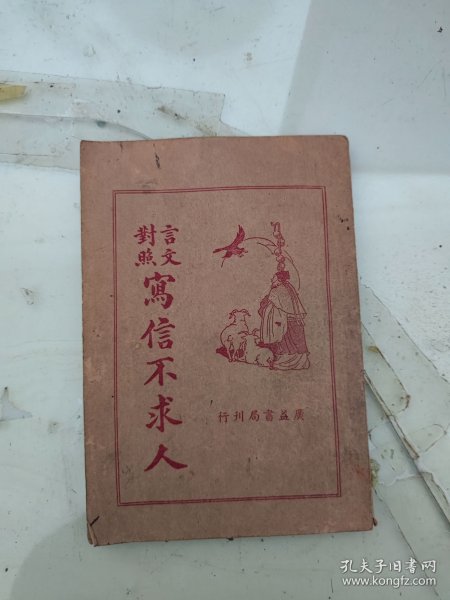 言文
對照
寫信不求人
廣益書局刊行
孔夫子旧书网
www.kongfz.com